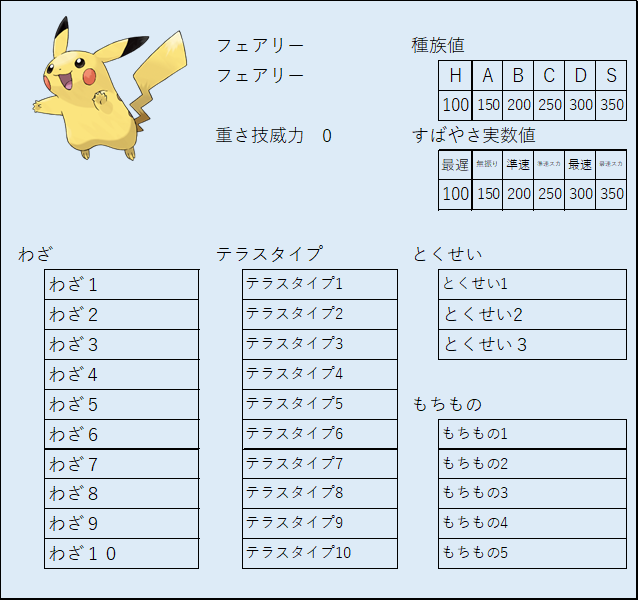 フェアリー
フェアリー
重さ技威力　0
種族値
H A B C D S
100 150 200 250 300 350
すばやさ実数値
最遅 無振り 準速 準速スカ 最速 最速スカ
100 150 200 250 300 350
わざ
わざ１
わざ２
わざ３
わざ４
わざ５
わざ６
わざ７
わざ８
わざ９
わざ１０
テラスタイプ
テラスタイプ1
テラスタイプ2
テラスタイプ3
テラスタイプ4
テラスタイプ5
テラスタイプ6
テラスタイプ7
テラスタイプ8
テラスタイプ9
テラスタイプ10
とくせい
とくせい1
とくせい2
とくせい３
もちもの
もちもの1
もちもの2
もちもの3
もちもの4
もちもの5